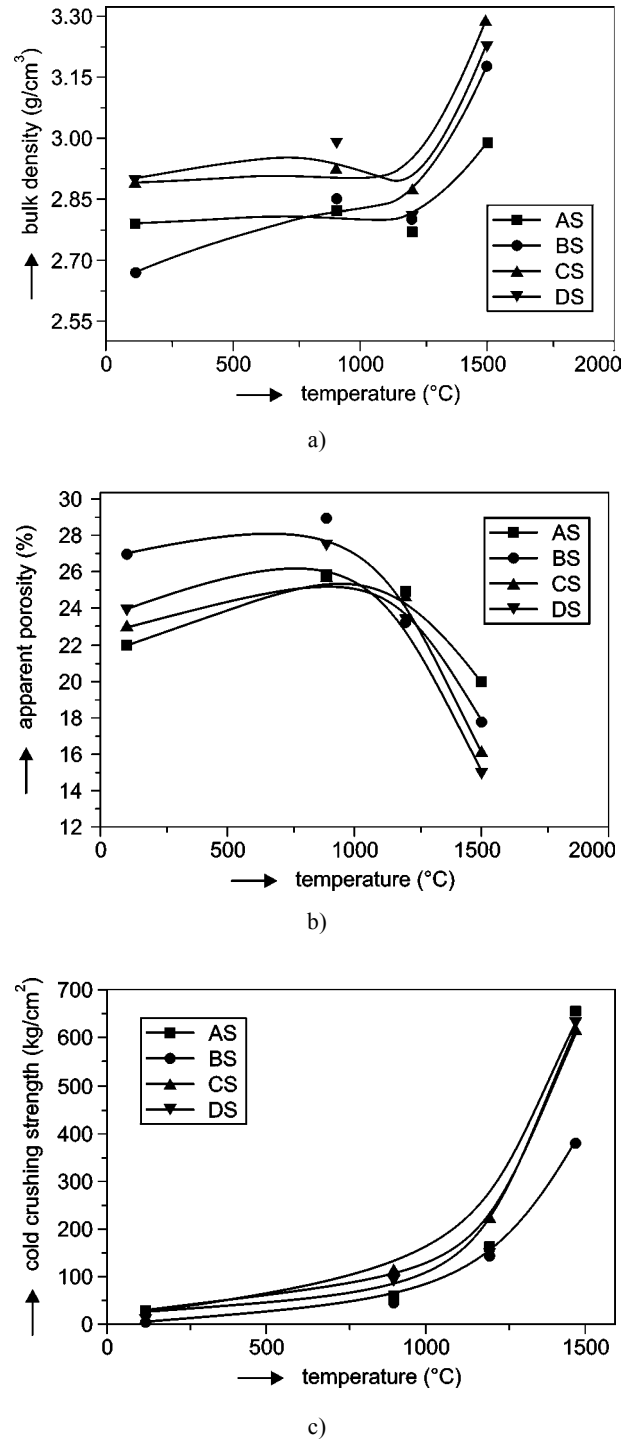 3.30
3.15
3.00
2.85
2.70
2.55
bulk density (g/cm3)
AS
BS
CS
DS
0 500 1000 1500 2000
temperature (°C)
a)
30
28
26
24
22
20
18
16
14
12
apparent porosity (%)
AS
BS
CS
DS
0 500 1000 1500 2000
temperature (°C)
b)
700
600
500
400
300
200
100
0
cold crushing strength (kg/cm2)
AS
BS
CS
DS
0 500 1000 1500
temperature (°C)
c)